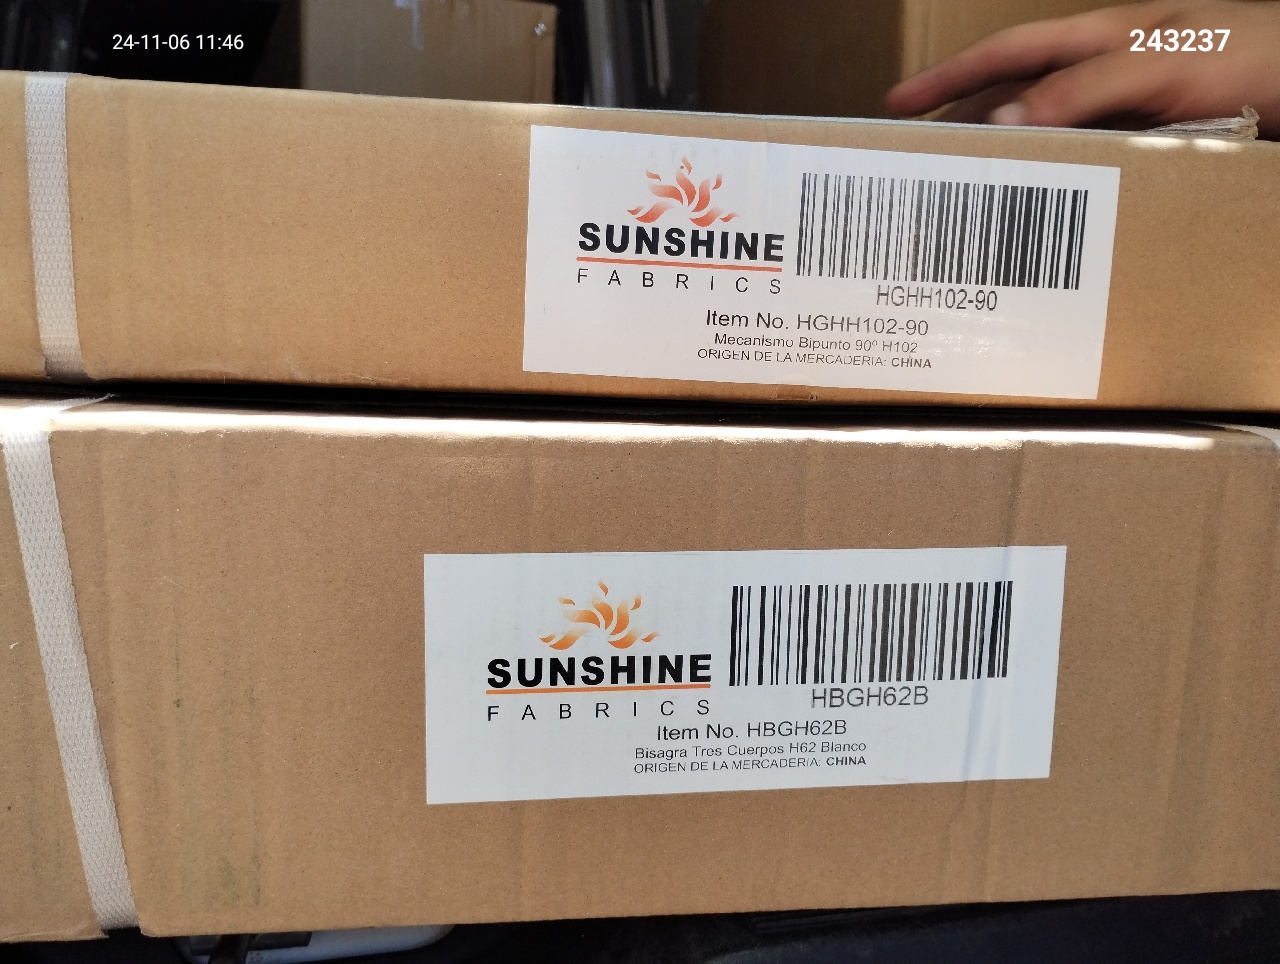 24-11-06 11:46
243237
SUNSHINE
FABRICS
HGHH102-90
Item No. HGHH102-90
Mecanismo Bipunto 90º H102
ORIGEN DE LA MERCADERIA: CHINA
SUNSHINE
FABRICS
HBGH62B
Item No. HBGH62B
Bisagra Tres Cuerpos H62 Blanco
ORIGEN DE LA MERCADERIA: CHINA